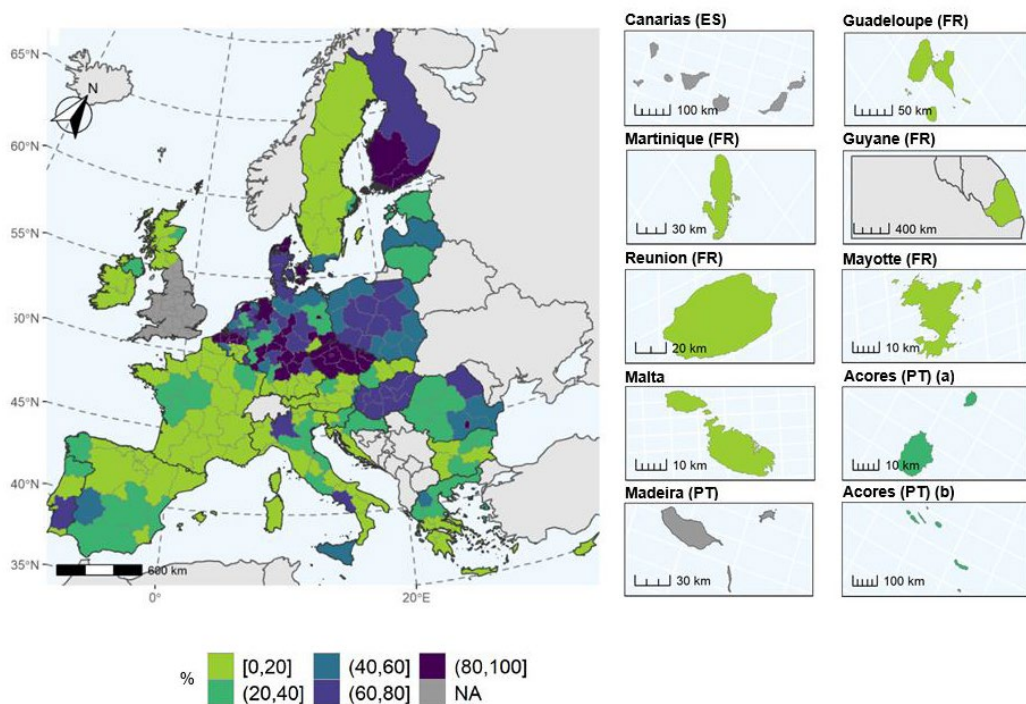 65°N
60°N
55°N
50°N
45°N
40°N
35°N
N
600 km
0°
20°E
Canarias (ES)
100 km
Guadeloupe (FR)
50 km
Martinique (FR)
30 km
Guyane (FR)
400 km
Reunion (FR)
20 km
Mayotte (FR)
10 km
Malta
10 km
Acores (PT) (a)
10 km
Madeira (PT)
30 km
Acores (PT) (b)
100 km
%
[0,20] (40,60] (80,100]
(20,40] (60,80] NA